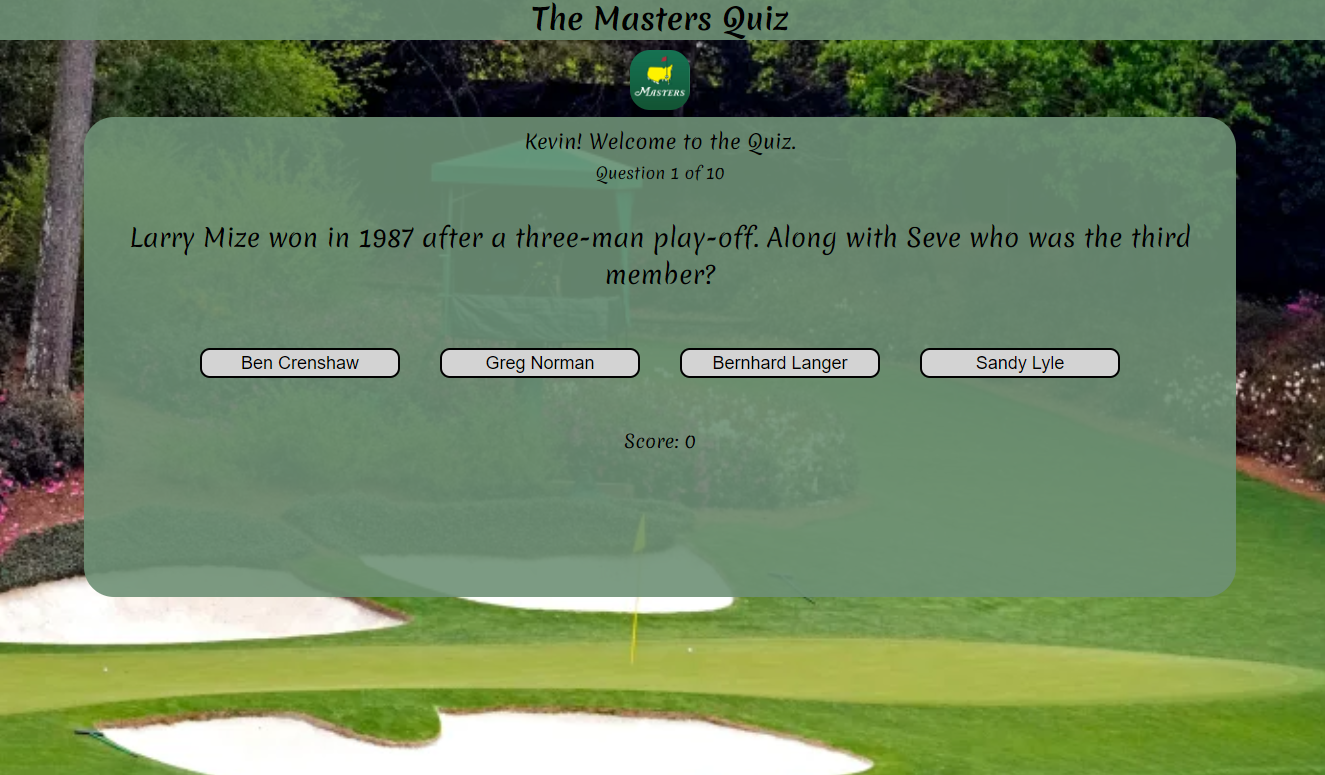 The Masters Quiz
Masters
Kevin! Welcome to the Quiz.
Question 1 of 10
Larry Mize won in 1987 after a three-man play-off. Along with Seve who was the third
member?
Ben Crenshaw
Greg Norman
Bernhard Langer
Sandy Lyle
Score: 0